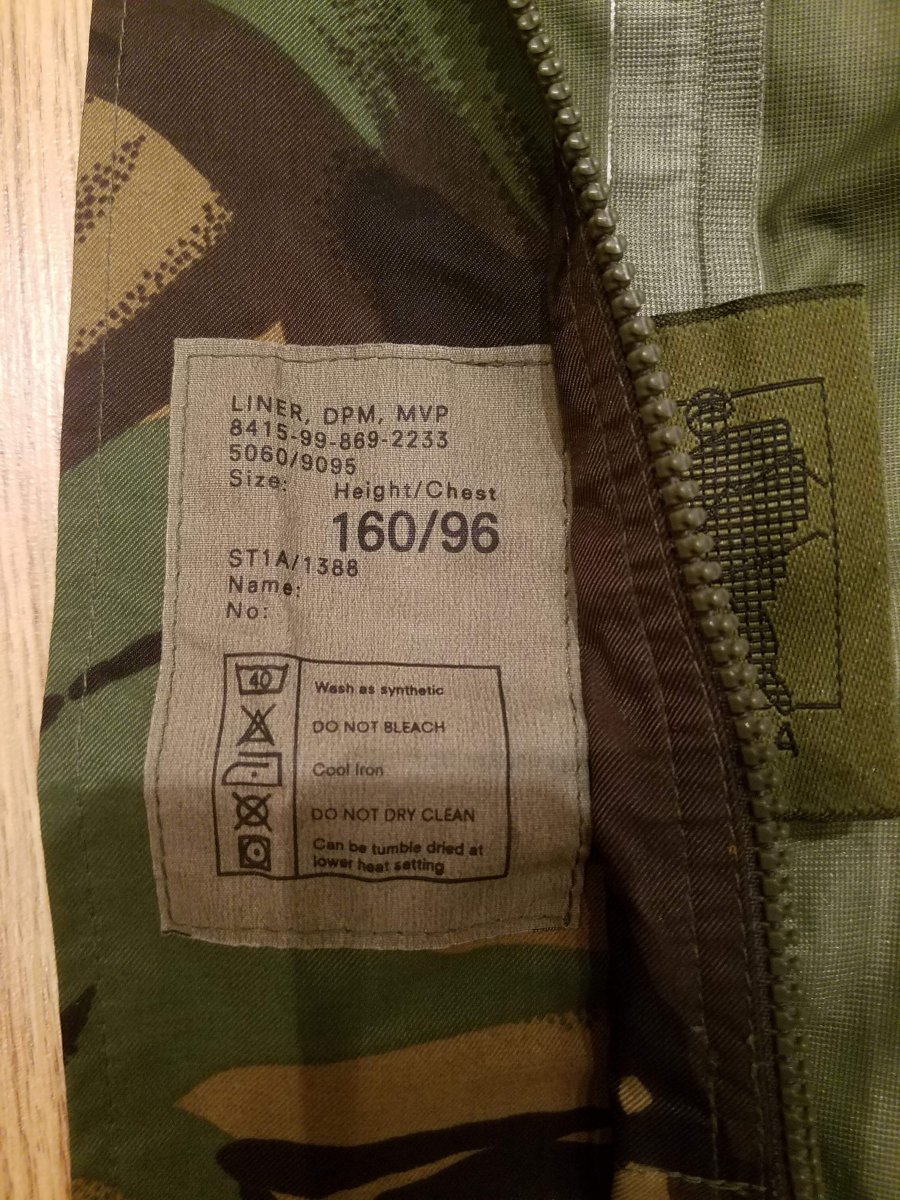 LINER, DPM, MVP
8415-99-869-2233
5060/9095
Size: Height/Chest
160/96
ST1A/1388
Name:
No:
40 Wash as synthetic
DO NOT BLEACH
Cool Iron
DO NOT DRY CLEAN
Can be tumble dried at
lower heat setting
4